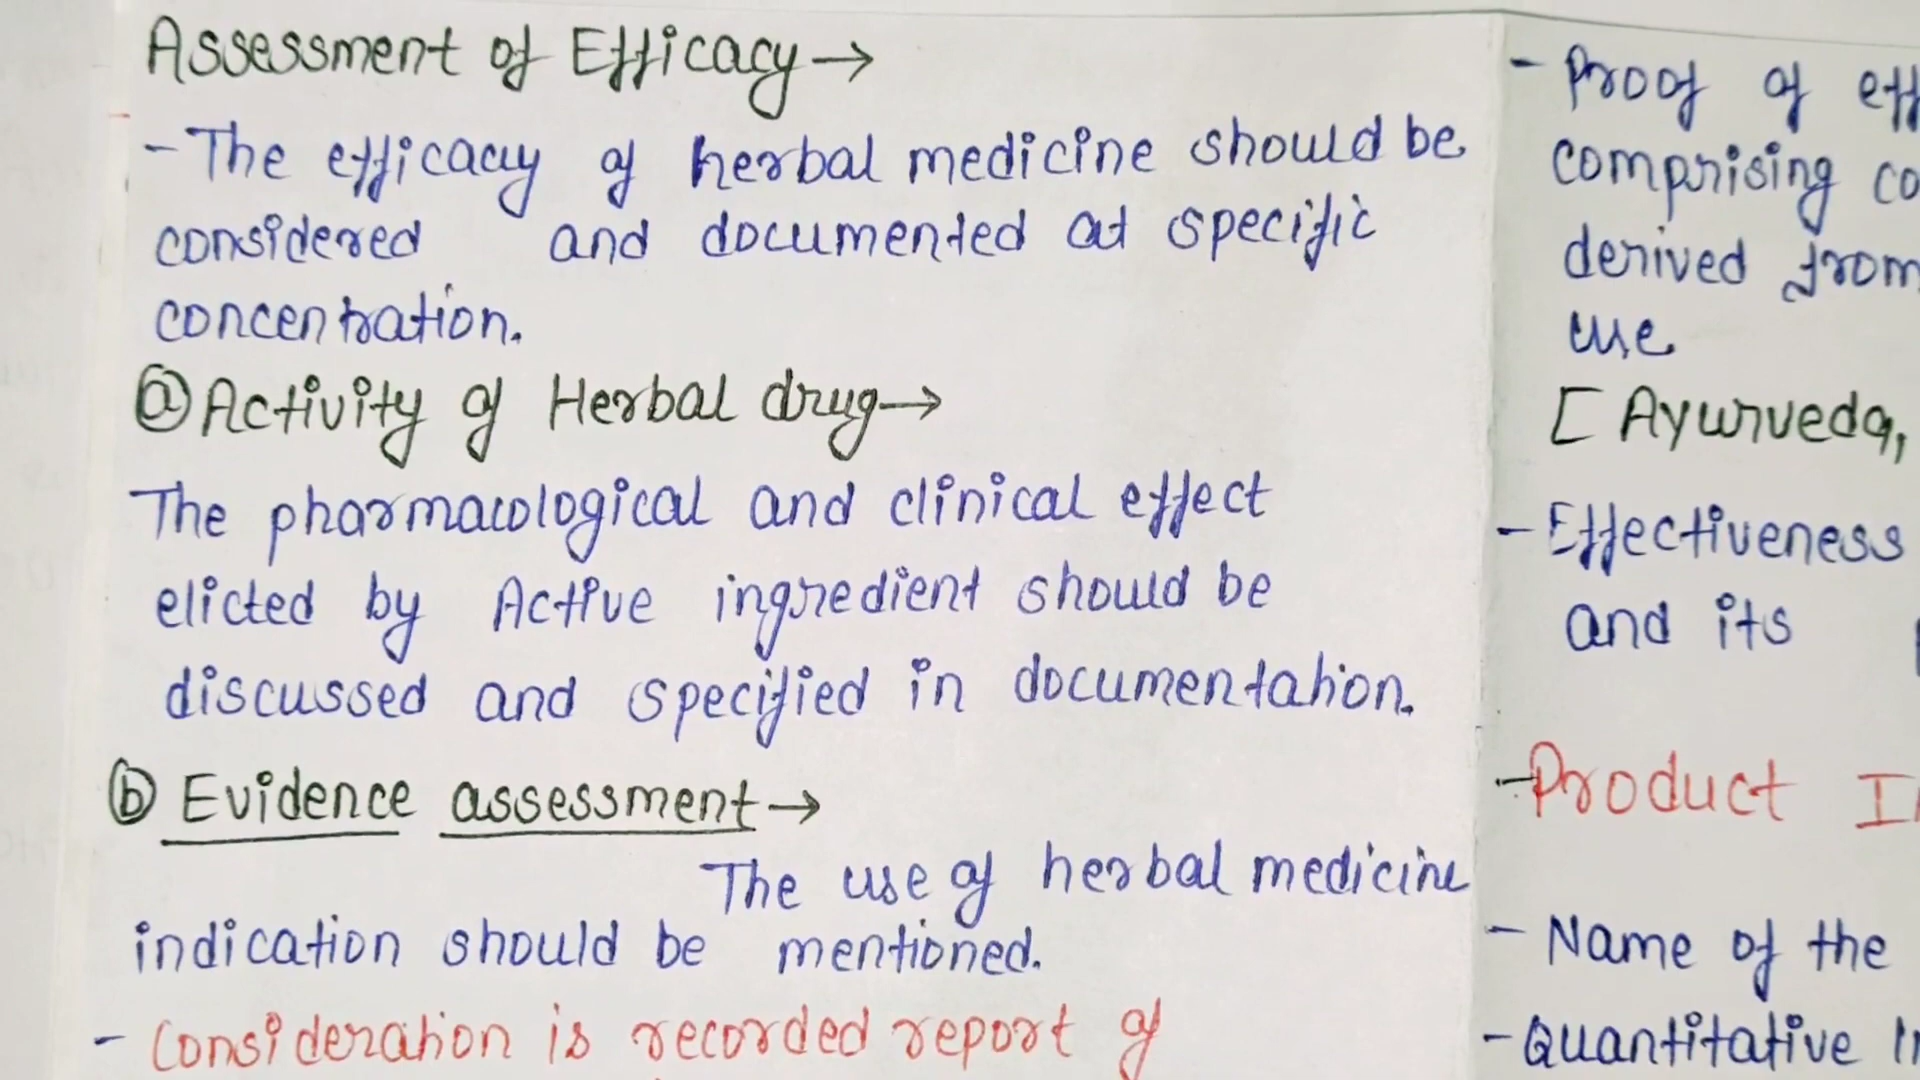 Assessment of Efficacy →
- The efficacy of herbal medicine should be
considered and documented at specific
concentration.
ⓐ Activity of Herbal drug →
The pharmacological and clinical effect
elicted by Active ingredient should be
discussed and specified in documentation.
ⓑ Evidence assessment →
The use of herbal medicine
indication should be mentioned.
- Consideration is recorded report of
- Proof of eff
comprising co
derived from
use
[ Ayurveda,
- Effectiveness
and its
- Product I
- Name of the
- Quantitative